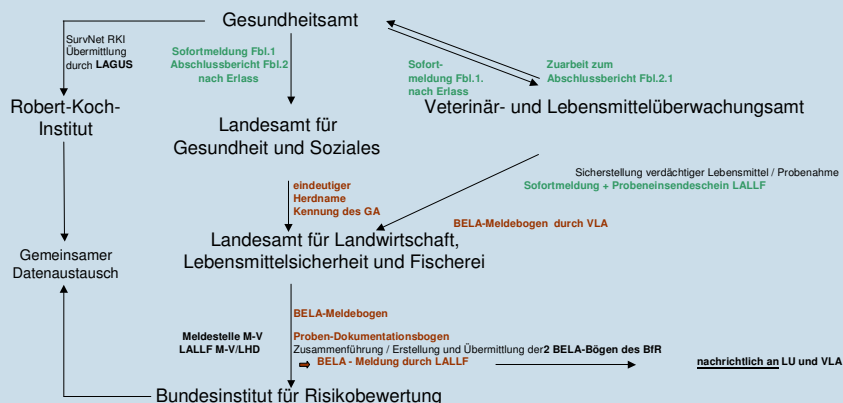 Gesundheitsamt
SurvNet RKI
Übermittlung
durch LAGUS
Sofortmeldung Fbl.1
Abschlussbericht Fbl.2
nach Erlass
Sofort-
meldung Fbl.1.
nach Erlass
Zuarbeit zum
Abschlussbericht Fbl.2.1
Robert-Koch-
Institut
Veterinär- und Lebensmittelüberwachungsamt
Landesamt für
Gesundheit und Soziales
Sicherstellung verdächtiger Lebensmittel / Probenahme
Sofortmeldung + Probeneinsendeschein LALLF
eindeutiger
Herdname
Kennung des GA
BELA-Meldebogen durch VLA
Landesamt für Landwirtschaft,
Lebensmittelsicherheit und Fischerei
Gemeinsamer
Datenaustausch
BELA-Meldebogen
Meldestelle M-V
LALLF M-V/LHD
Proben-Dokumentationsbogen
Zusammenführung / Erstellung und Übermittlung der2 BELA-Bögen des BfR
BELA - Meldung durch LALLF
nachrichtlich an LU und VLA
Bundesinstitut für Risikobewertung